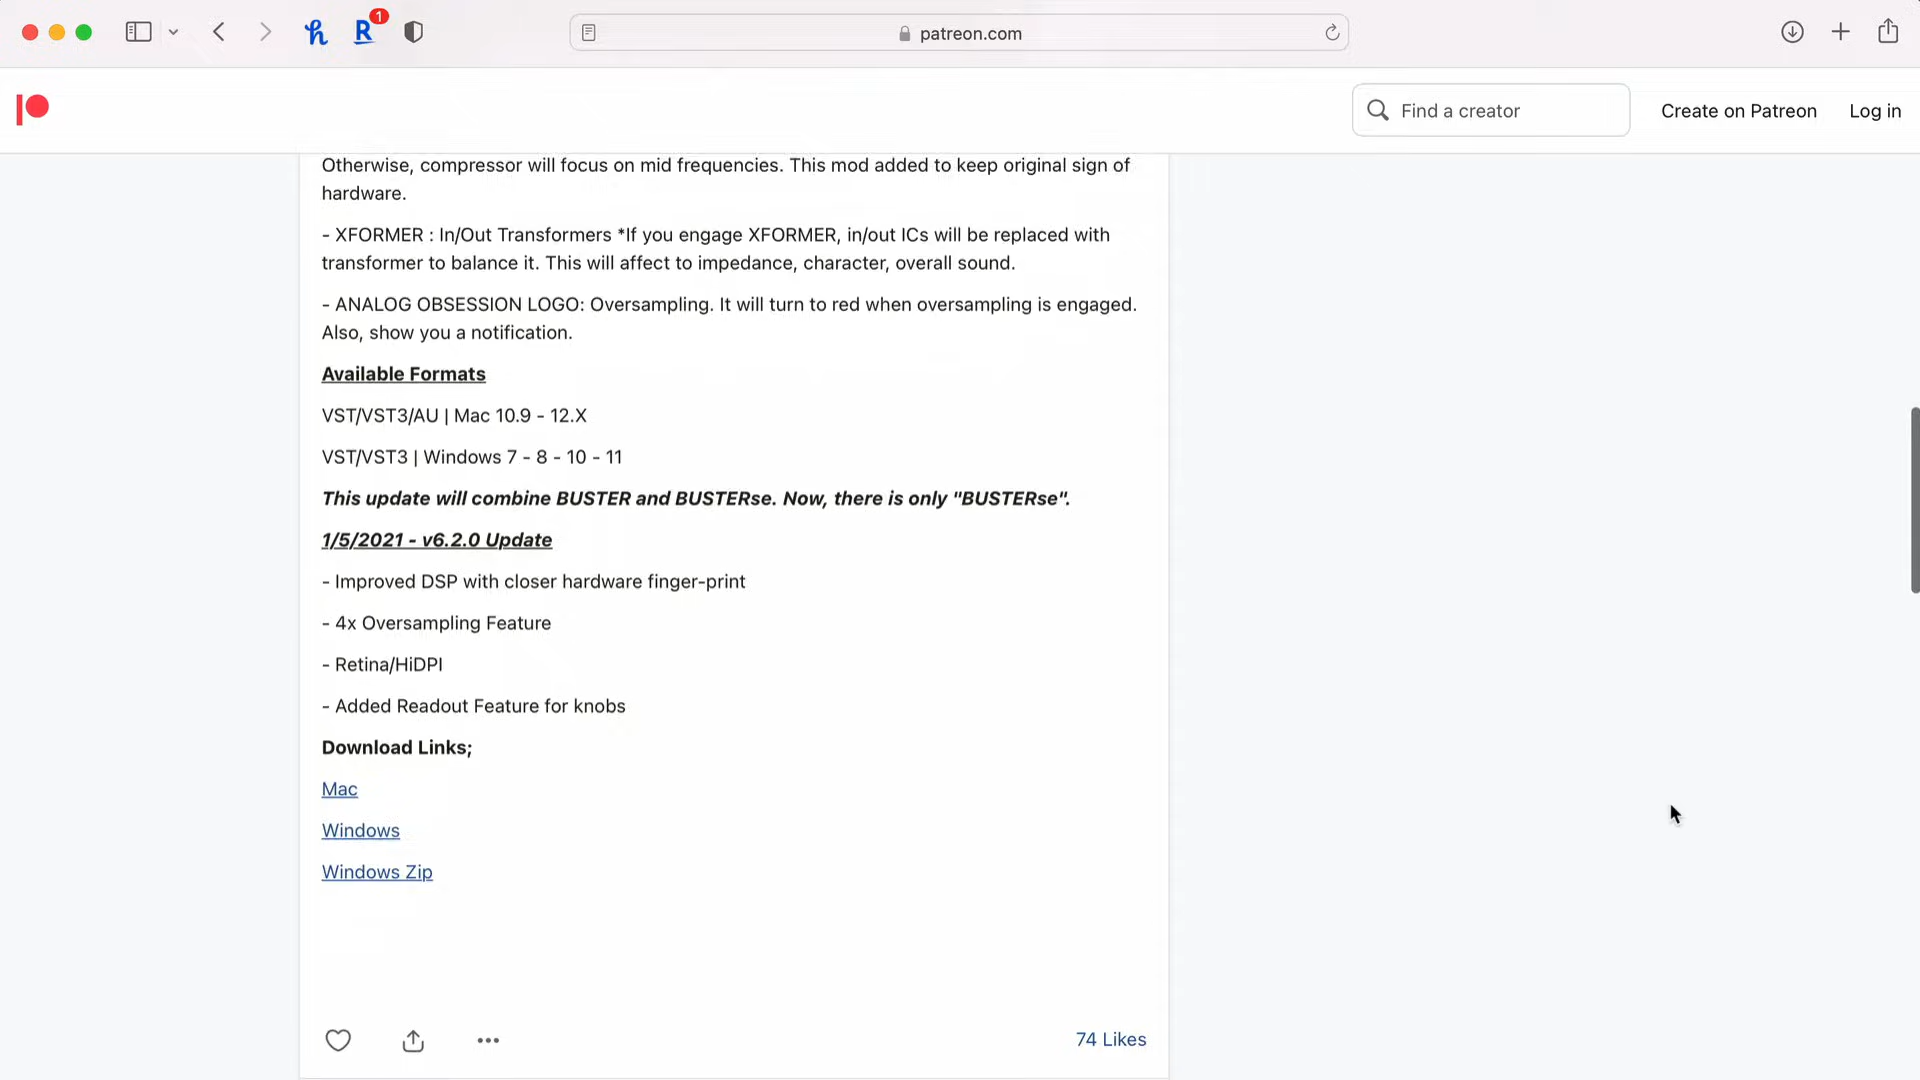 1
patreon.com
Find a creator
Create on Patreon
Log in
Otherwise, compressor will focus on mid frequencies. This mod added to keep original sign of
hardware.
- XFORMER : In/Out Transformers *If you engage XFORMER, in/out ICs will be replaced with
transformer to balance it. This will affect to impedance, character, overall sound.
- ANALOG OBSESSION LOGO: Oversampling. It will turn to red when oversampling is engaged.
Also, show you a notification.
Available Formats
VST/VST3/AU | Mac 10.9 - 12.X
VST/VST3 | Windows 7 - 8 - 10 - 11
This update will combine BUSTER and BUSTERse. Now, there is only "BUSTERse".
1/5/2021 - v6.2.0 Update
- Improved DSP with closer hardware finger-print
- 4x Oversampling Feature
- Retina/HiDPI
- Added Readout Feature for knobs
Download Links;
Mac
Windows
Windows Zip
74 Likes